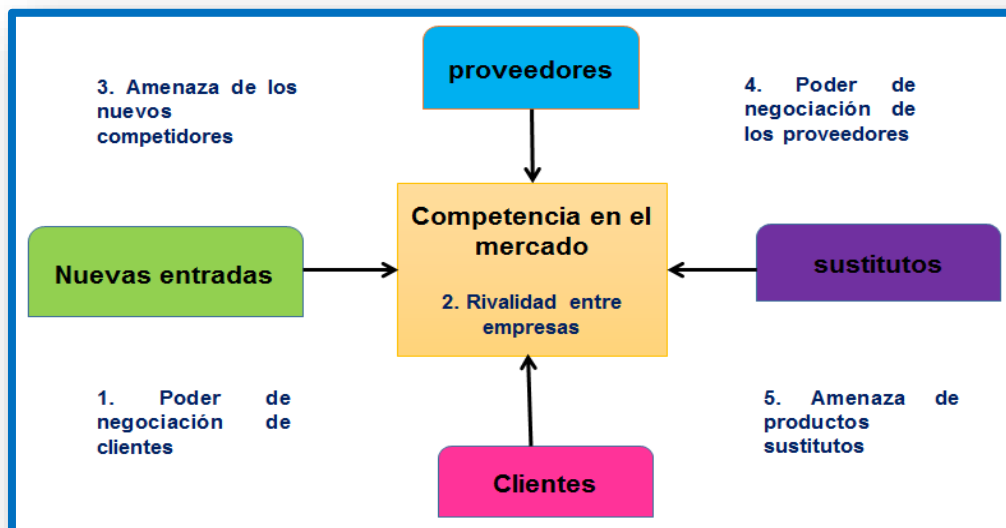 proveedores
3. Amenaza de los
nuevos
competidores
4. Poder de
negociación de
los proveedores
Competencia en el
mercado
2. Rivalidad entre
empresas
Nuevas entradas
sustitutos
1. Poder de
negociación de
clientes
5. Amenaza de
productos
sustitutos
Clientes